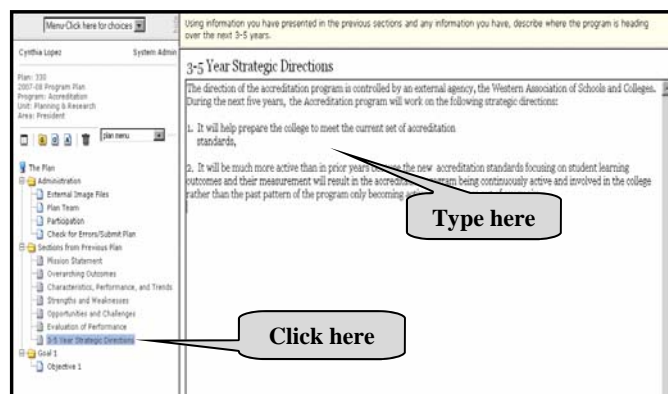 Menu-Click here for choices
Using information you have presented in the previous sections and any information you have, describe where the program is heading
over the next 3-5 years.
Cynthia Lopez System Admin
Plan: 330
2007-08 Program Plan
Program: Accreditation
Unit: Planning & Research
Area: President
plan menu
The Plan
Administration
External Image Files
Plan Team
Participation
Check for Errors/Submit Plan
Sections from Previous Plan
Mission Statement
Overarching Outcomes
Characteristics, Performance, and Trends
Strengths and Weaknesses
Opportunities and Challenges
Evaluation of Performance
3-5 Year Strategic Directions
Goal 1
Objective 1
3-5 Year Strategic Directions
The direction of the accreditation program is controlled by an external agency, the Western Association of Schools and Colleges.
During the next five years, the Accreditation program will work on the following strategic directions:
1. It will help prepare the college to meet the current set of accreditation
standards,
2. It will be much more active than in prior years because the new accreditation standards focusing on student learning
outcomes and their measurement will result in the accreditation program being continuously active and involved in the college
rather than the past pattern of the program only becoming
Type here
Click here